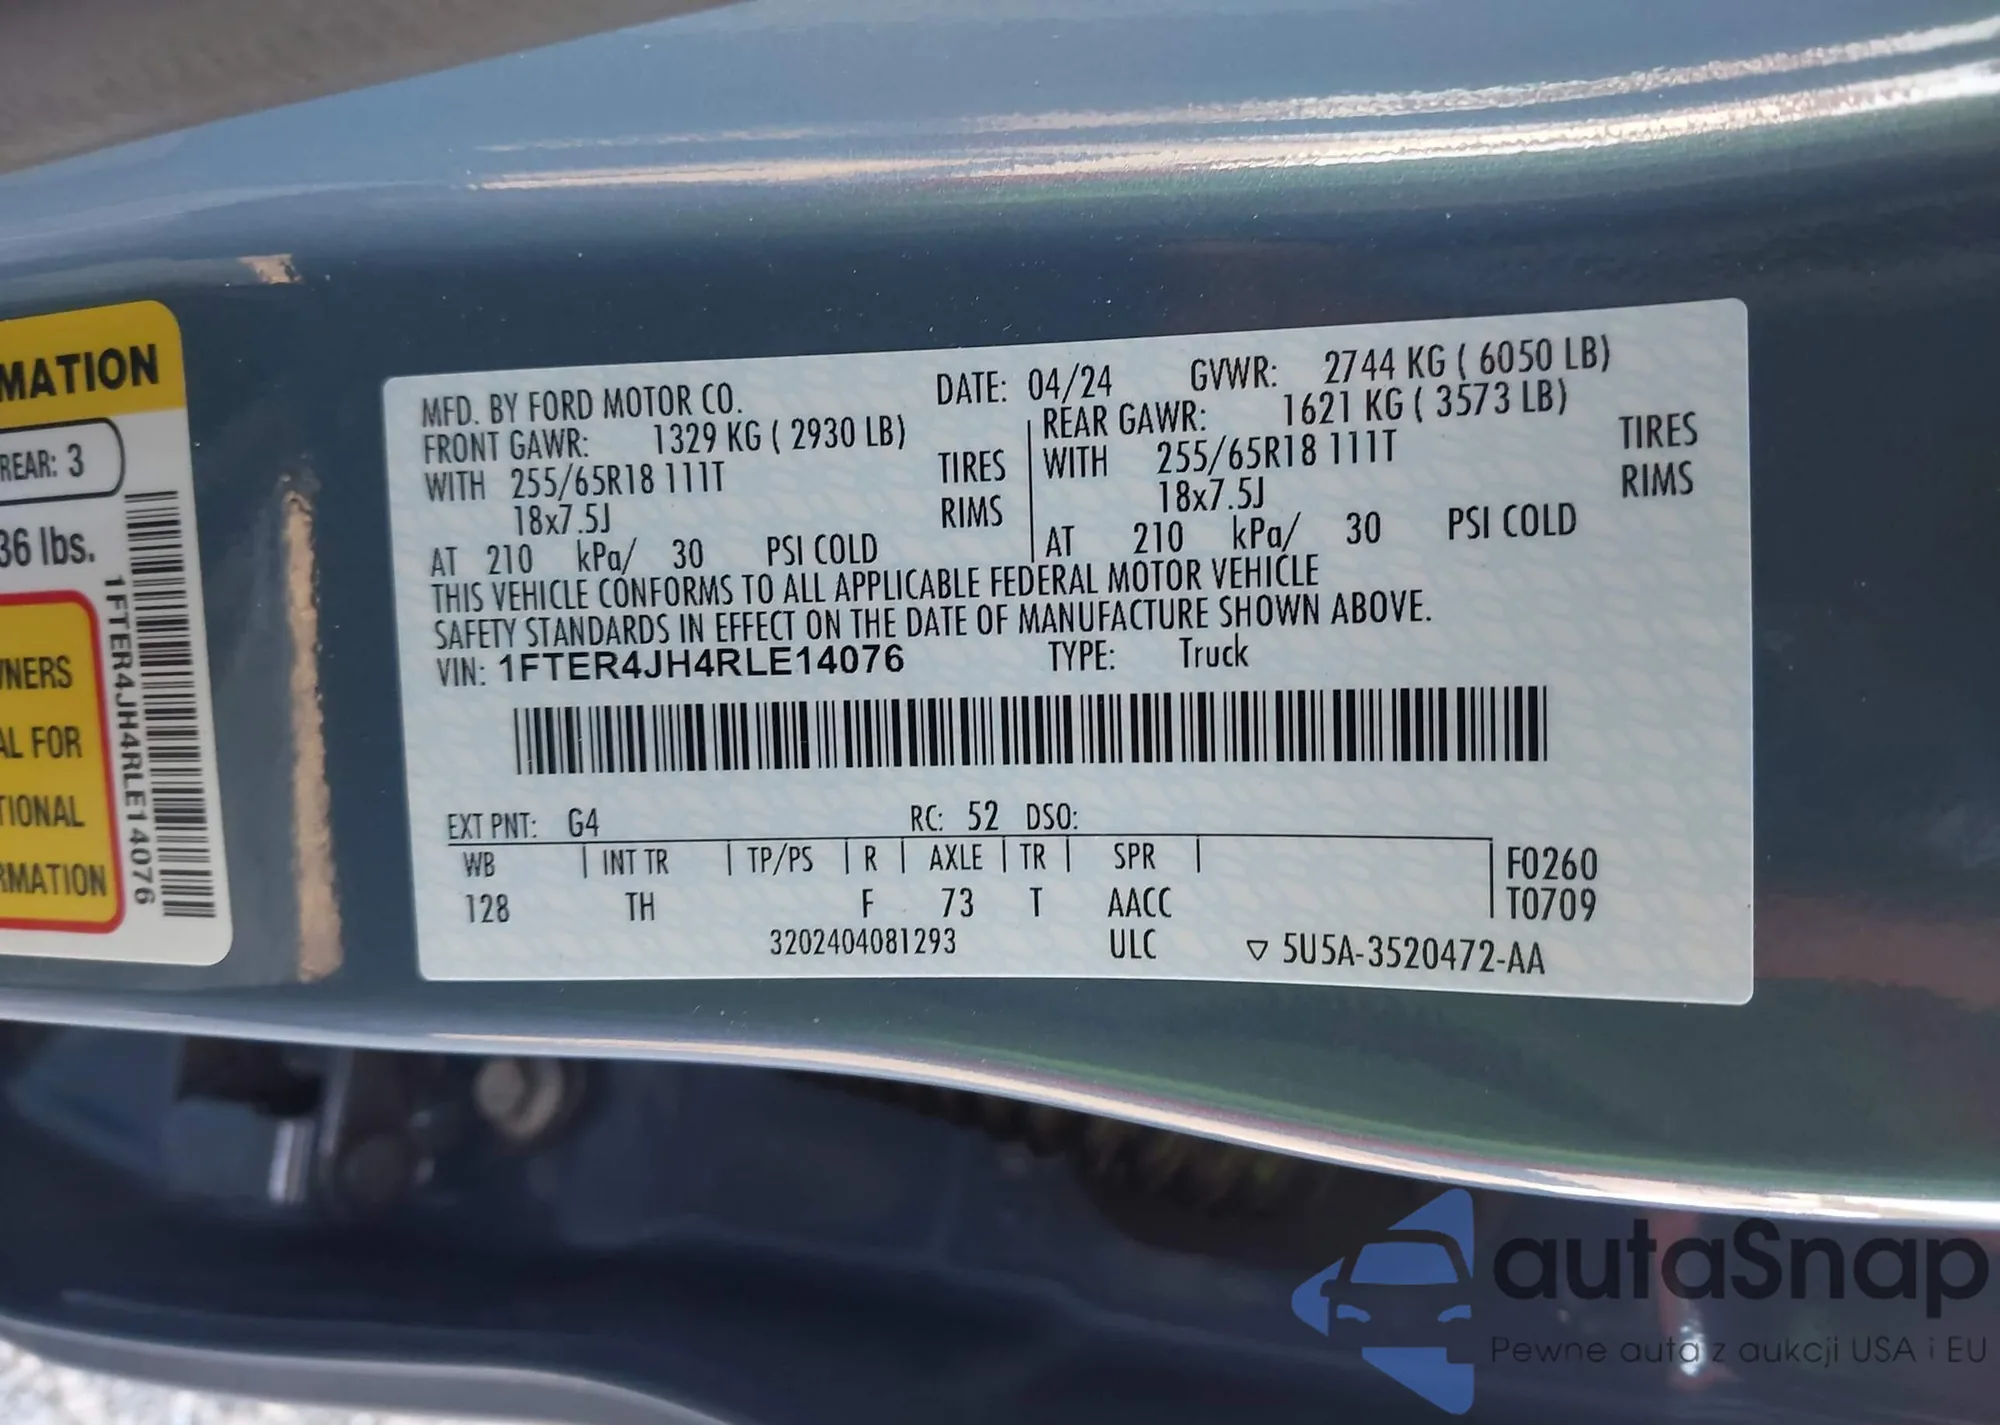 MATION
REAR: 3
36 lbs.
1FTER4JH4RLE14076
WNERS
AL FOR
TIONAL
RMATION
MFD. BY FORD MOTOR CO. DATE: 04/24 GVWR: 2744 KG ( 6050 LB)
FRONT GAWR: 1329 KG ( 2930 LB) REAR GAWR: 1621 KG ( 3573 LB)
WITH 255/65R18 111T TIRES WITH 255/65R18 111T TIRES
18x7.5J RIMS 18x7.5J RIMS
AT 210 kPa/ 30 PSI COLD AT 210 kPa/ 30 PSI COLD
THIS VEHICLE CONFORMS TO ALL APPLICABLE FEDERAL MOTOR VEHICLE
SAFETY STANDARDS IN EFFECT ON THE DATE OF MANUFACTURE SHOWN ABOVE.
VIN: 1FTER4JH4RLE14076 TYPE: Truck
EXT PNT: G4 RC: 52 DSO:
WB | INT TR | TP/PS | R | AXLE | TR | SPR | F0260
128 TH F 73 T AACC T0709
3202404081293 ULC ▽ 5U5A-3520472-AA
autaSnap
Pewne auta z aukcji USA i EU